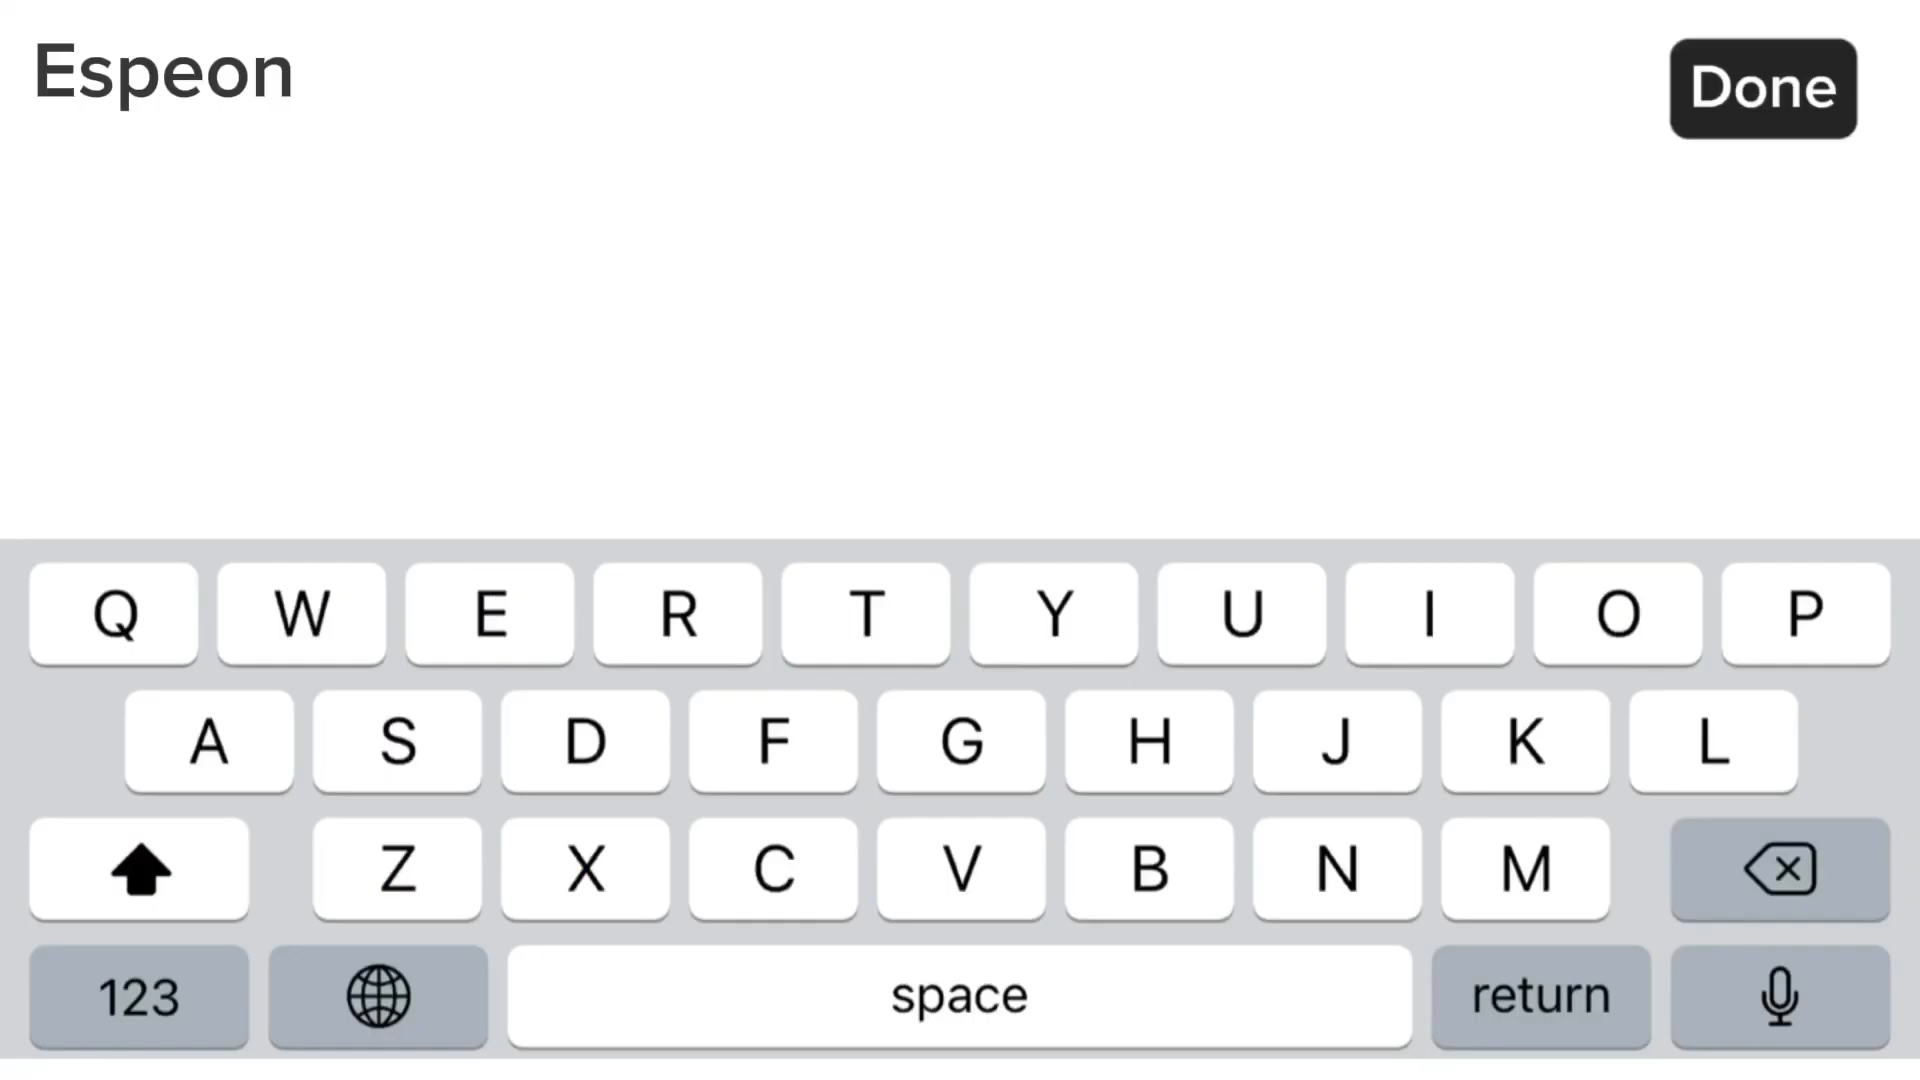 Espeon
Done
Q W E R T Y U I O P
A S D F G H J K L
Z X C V B N M
123 space return